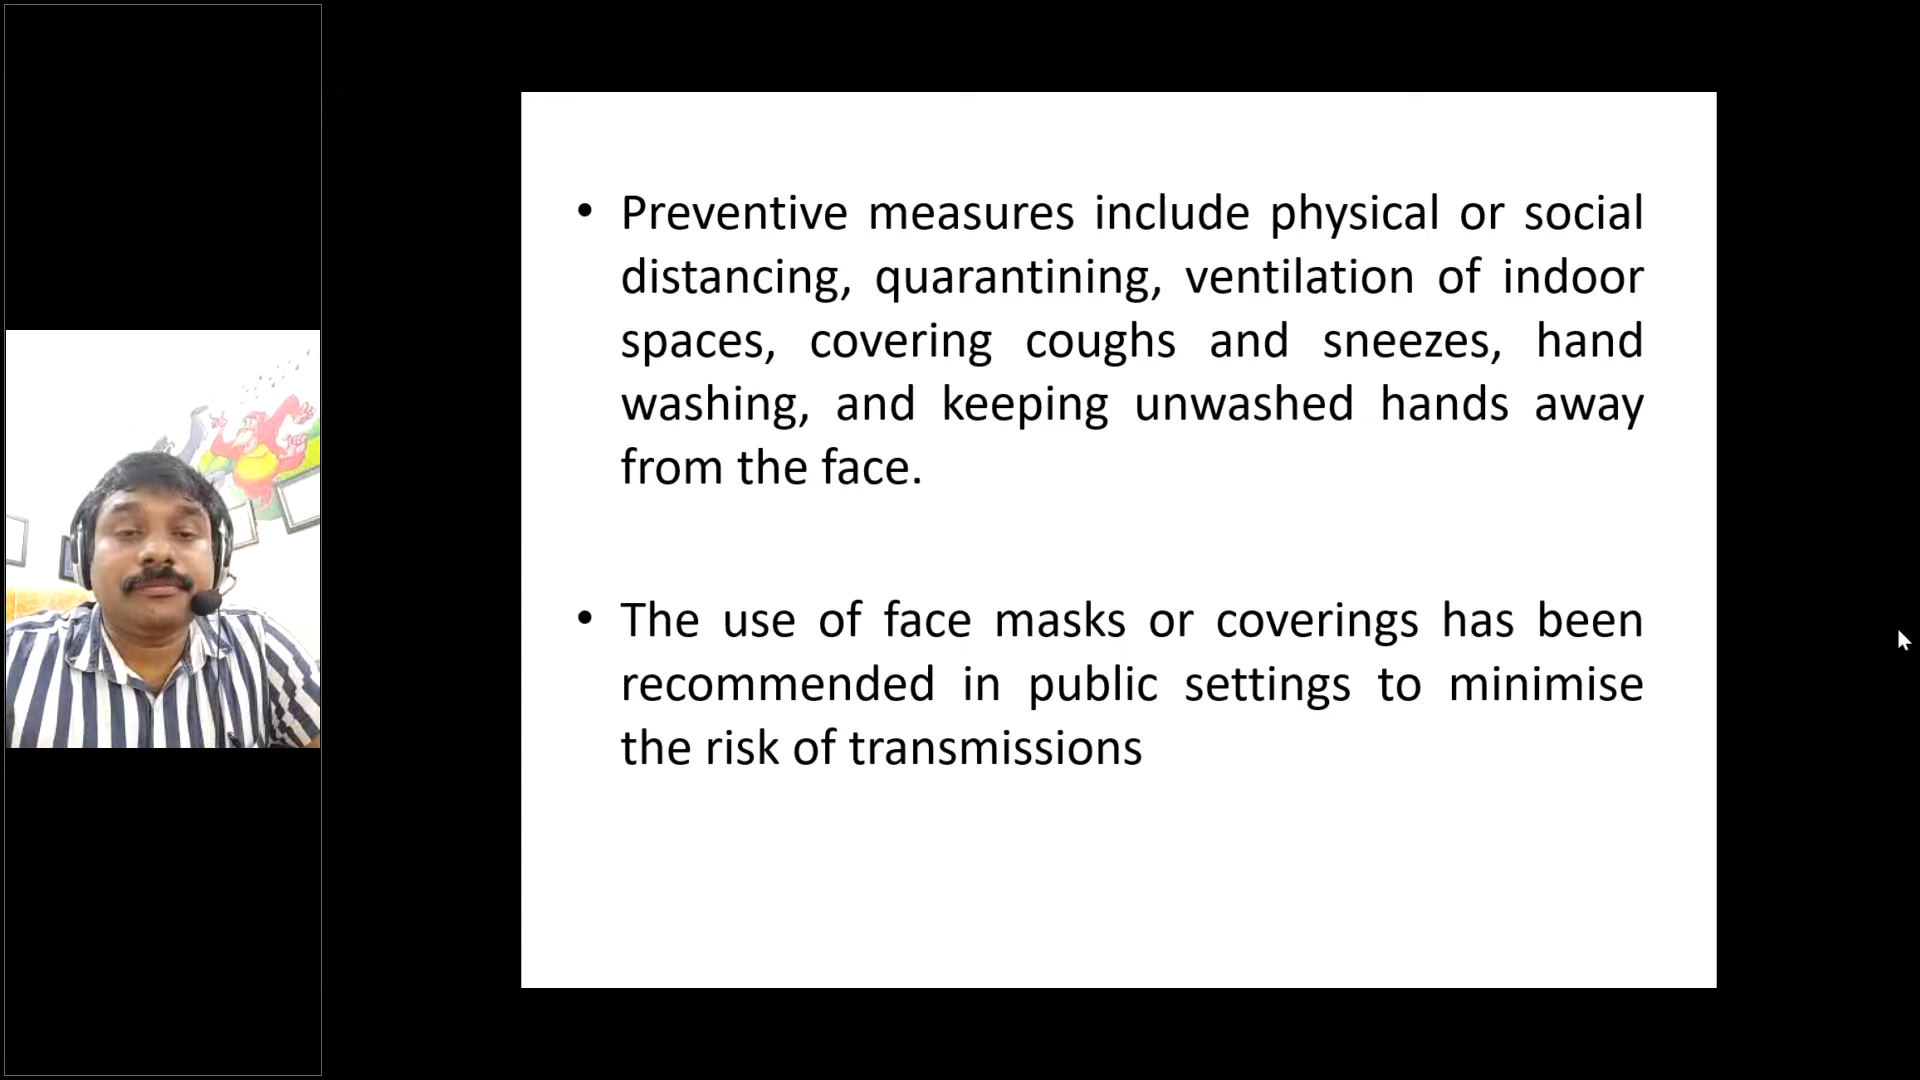 • Preventive measures include physical or social
distancing, quarantining, ventilation of indoor
spaces, covering coughs and sneezes, hand
washing, and keeping unwashed hands away
from the face.
• The use of face masks or coverings has been
recommended in public settings to minimise
the risk of transmissions